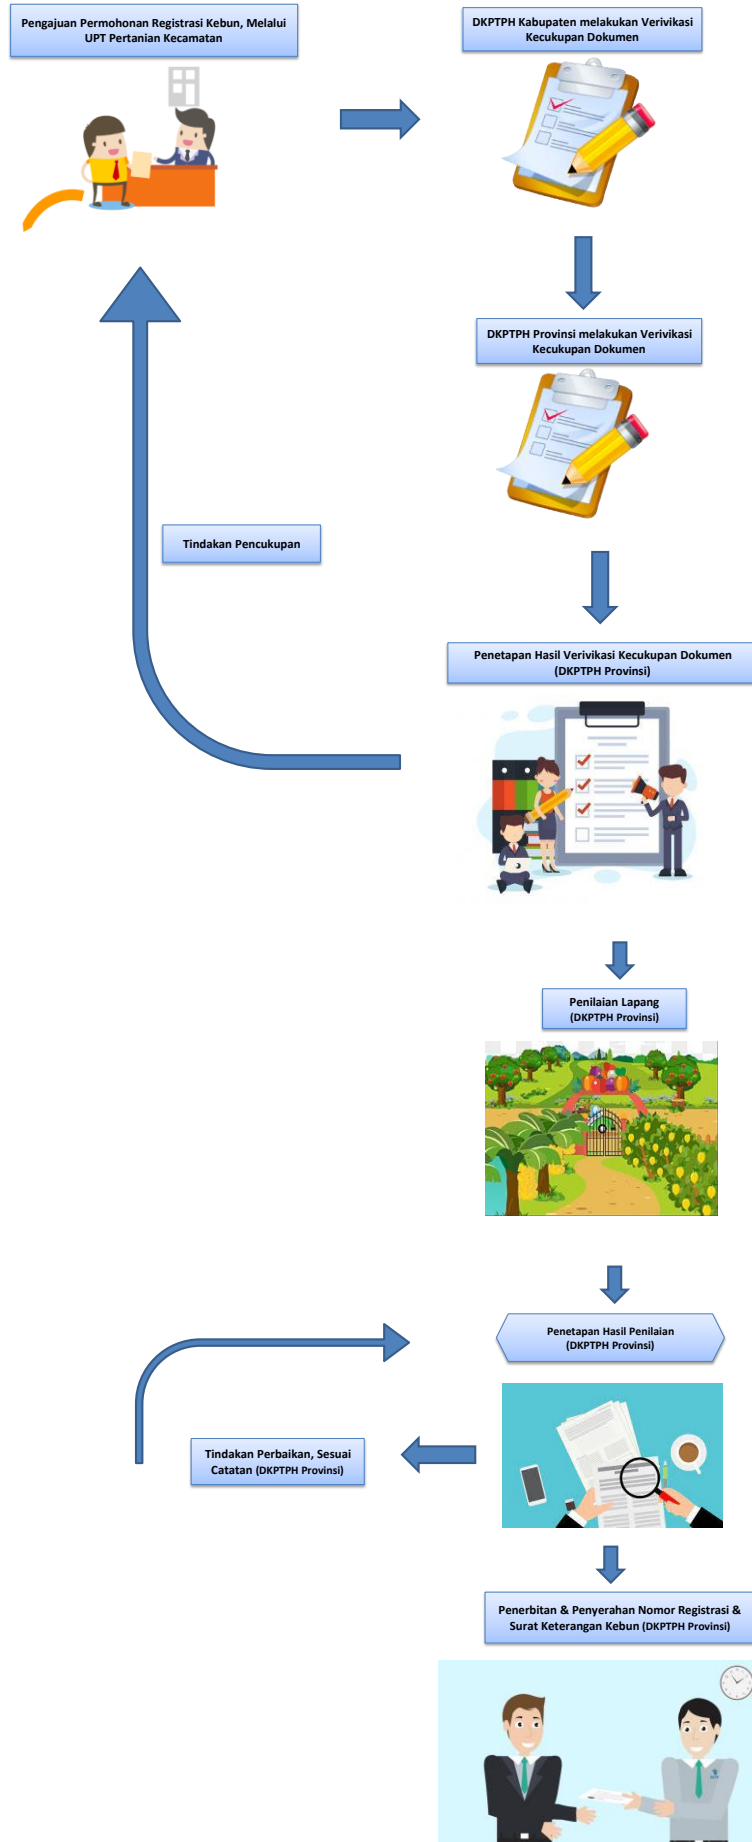 Pengajuan Permohonan Registrasi Kebun, Melalui
UPT Pertanian Kecamatan
DKPTPH Kabupaten melakukan Verivikasi
Kecukupan Dokumen
DKPTPH Provinsi melakukan Verivikasi
Kecukupan Dokumen
Tindakan Pencukupan
Penetapan Hasil Verivikasi Kecukupan Dokumen
(DKPTPH Provinsi)
Penilaian Lapang
(DKPTPH Provinsi)
Penetapan Hasil Penilaian
(DKPTPH Provinsi)
Tindakan Perbaikan, Sesuai
Catatan (DKPTPH Provinsi)
Penerbitan & Penyerahan Nomor Registrasi &
Surat Keterangan Kebun (DKPTPH Provinsi)